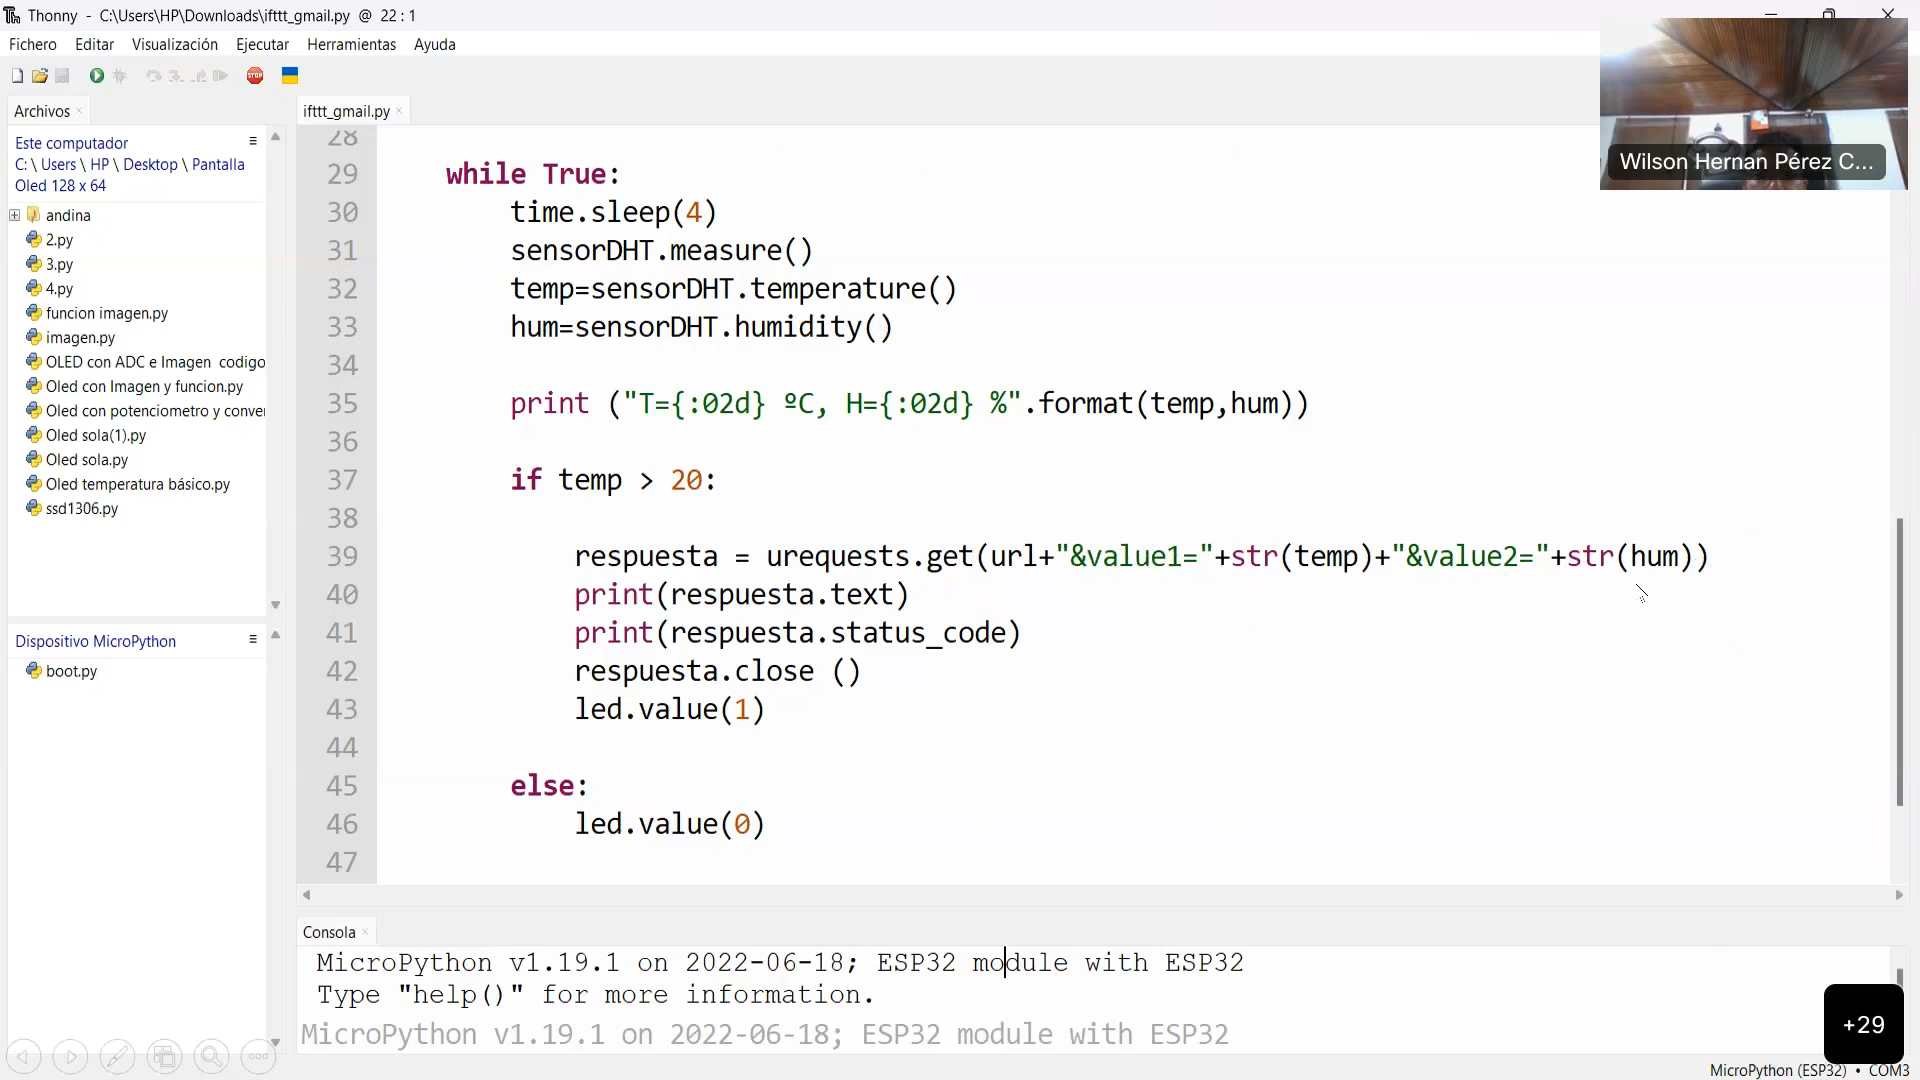 Thonny - C:\Users\HP\Downloads\ifttt_gmail.py @ 22 : 1
Fichero Editar Visualización Ejecutar Herramientas Ayuda
STOP
Archivos
ifttt_gmail.py
Este computador
C: \ Users \ HP \ Desktop \ Pantalla
Oled 128 x 64
andina
2.py
3.py
4.py
funcion imagen.py
imagen.py
OLED con ADC e Imagen codigo
Oled con Imagen y funcion.py
Oled con potenciometro y conver
Oled sola(1).py
Oled sola.py
Oled temperatura básico.py
ssd1306.py
Dispositivo MicroPython
boot.py
28
29 while True:
30 time.sleep(4)
31 sensorDHT.measure()
32 temp=sensorDHT.temperature()
33 hum=sensorDHT.humidity()
34
35 print ("T={:02d} ºC, H={:02d} %".format(temp,hum))
36
37 if temp > 20:
38
39 respuesta = urequests.get(url+"&value1="+str(temp)+"&value2="+str(hum))
40 print(respuesta.text)
41 print(respuesta.status_code)
42 respuesta.close ()
43 led.value(1)
44
45 else:
46 led.value(0)
47
Consola
MicroPython v1.19.1 on 2022-06-18; ESP32 module with ESP32
Type "help()" for more information.
MicroPython v1.19.1 on 2022-06-18; ESP32 module with ESP32
Wilson Hernan Pérez C...
+29
MicroPython (ESP32) • COM3